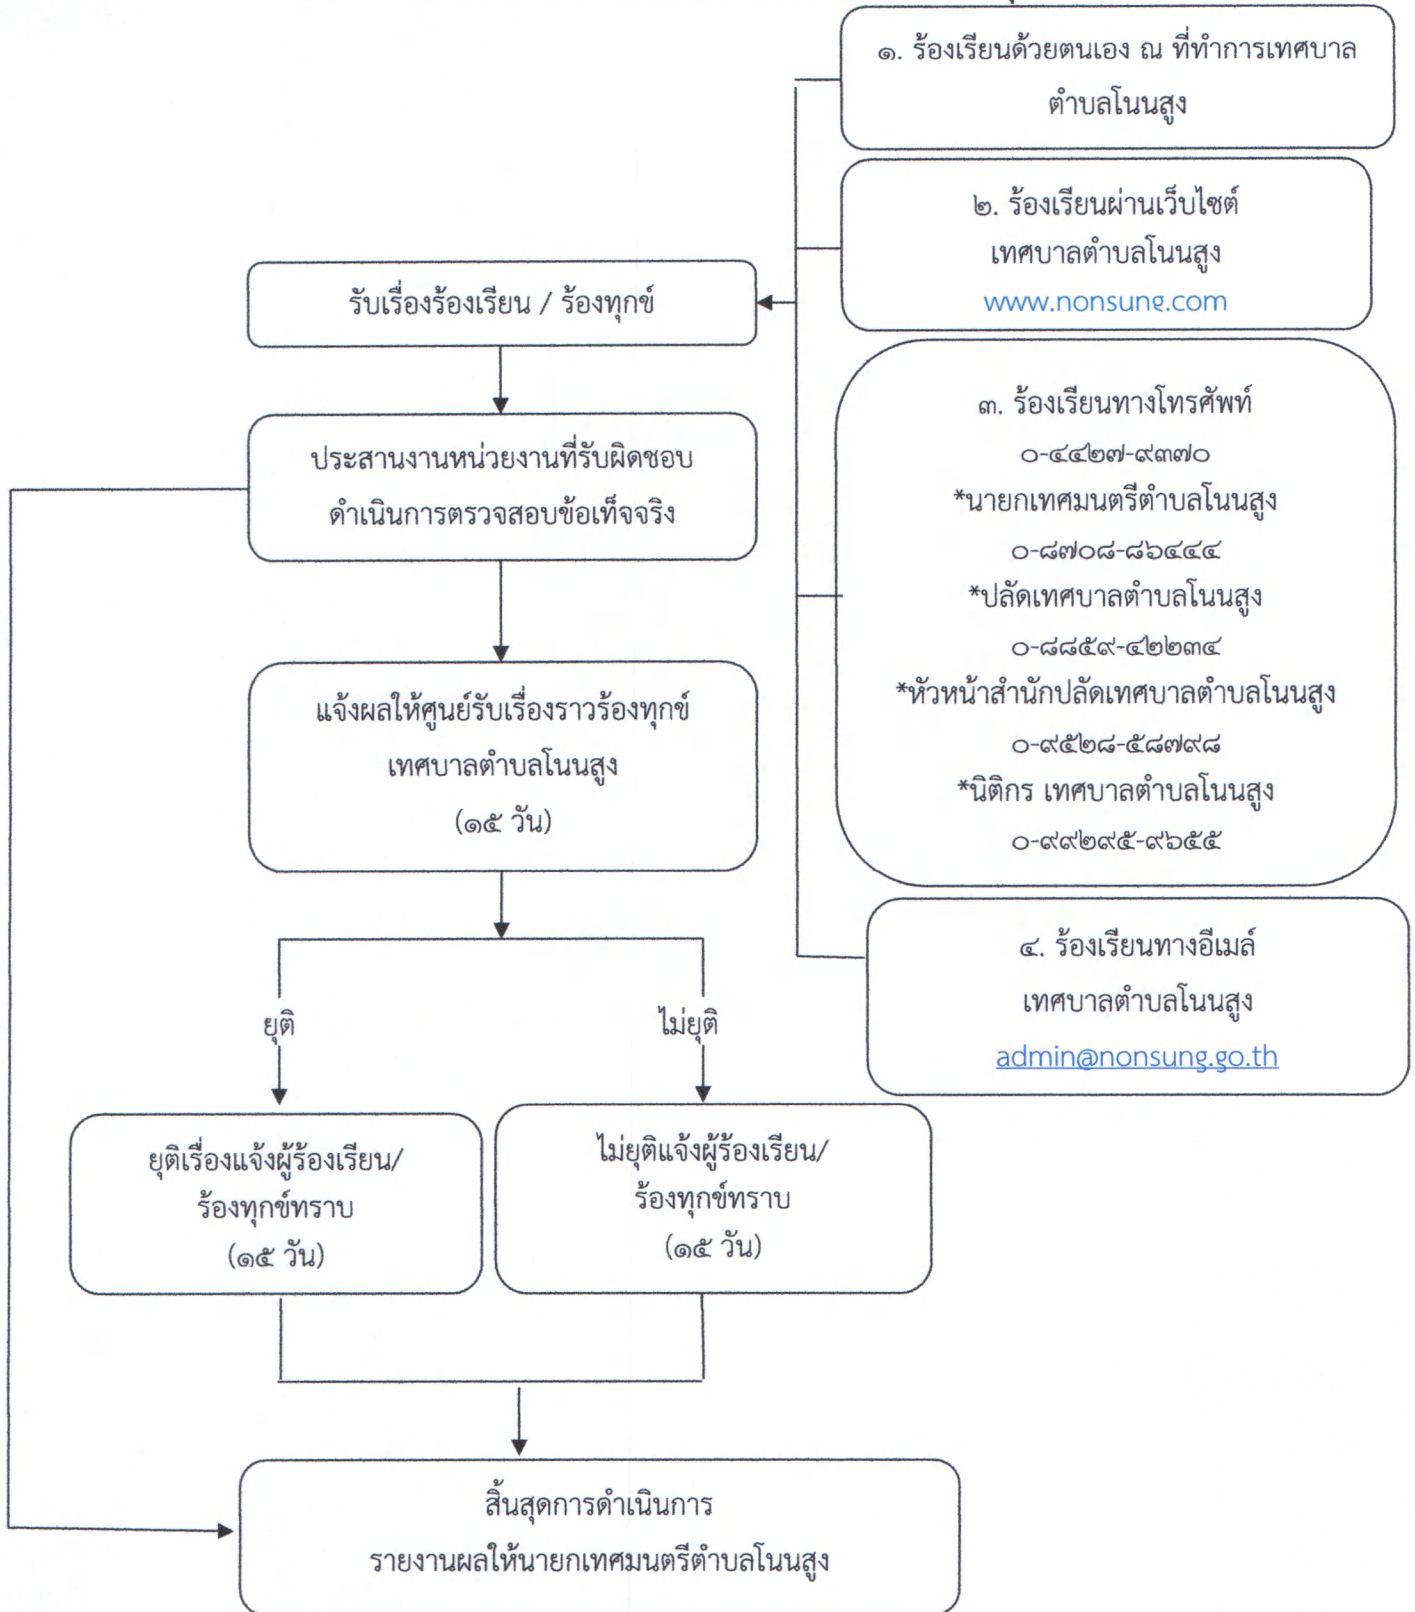 ๑. ร้องเรียนด้วยตนเอง ณ ที่ทำการเทศบาล
ตำบลโนนสูง
๒. ร้องเรียนผ่านเว็บไซต์
เทศบาลตำบลโนนสูง
www.nonsung.com
๓. ร้องเรียนทางโทรศัพท์
๐-๔๔๒๗-๙๓๗๐
*นายกเทศมนตรีตำบลโนนสูง
๐-๘๗๐๘-๘๖๔๔๔
*ปลัดเทศบาลตำบลโนนสูง
๐-๘๘๕๙-๔๒๒๓๔
*หัวหน้าสำนักปลัดเทศบาลตำบลโนนสูง
๐-๙๕๒๘-๕๘๗๙๘
*นิติกร เทศบาลตำบลโนนสูง
๐-๙๙๒๙๕-๙๖๕๕
๔. ร้องเรียนทางอีเมล์
เทศบาลตำบลโนนสูง
admin@nonsung.go.th
รับเรื่องร้องเรียน / ร้องทุกข์
ประสานงานหน่วยงานที่รับผิดชอบ
ดำเนินการตรวจสอบข้อเท็จจริง
แจ้งผลให้ศูนย์รับเรื่องราวร้องทุกข์
เทศบาลตำบลโนนสูง
(๑๕ วัน)
ยุติ
ไม่ยุติ
ยุติเรื่องแจ้งผู้ร้องเรียน/
ร้องทุกข์ทราบ
(๑๕ วัน)
ไม่ยุติแจ้งผู้ร้องเรียน/
ร้องทุกข์ทราบ
(๑๕ วัน)
สิ้นสุดการดำเนินการ
รายงานผลให้นายกเทศมนตรีตำบลโนนสูง